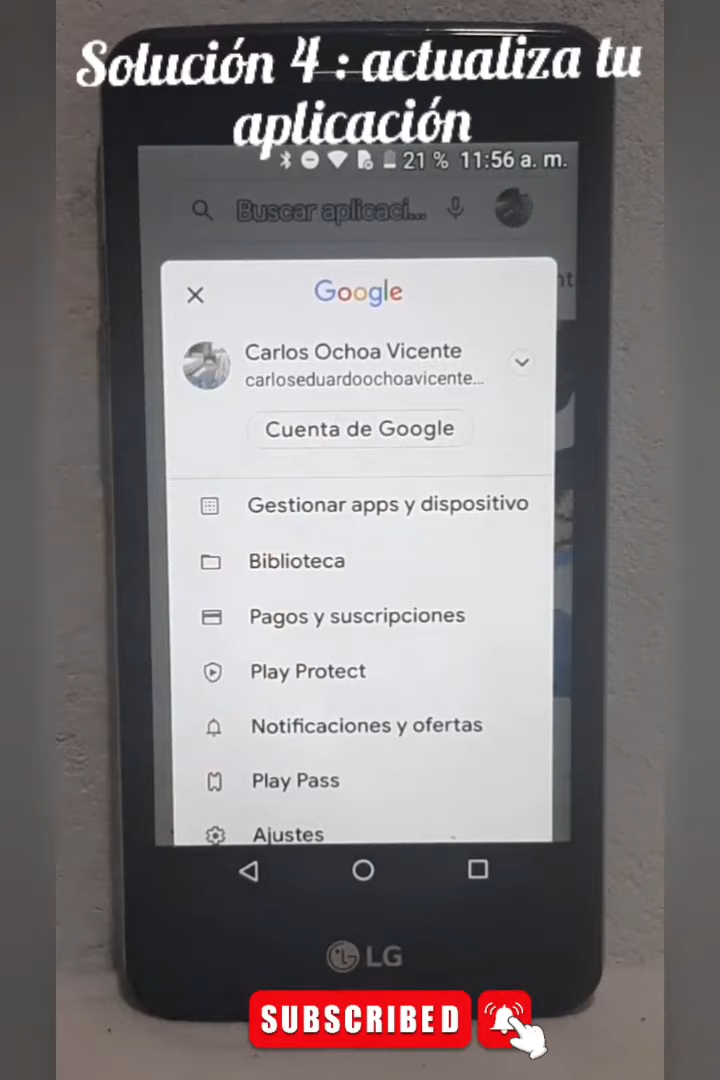 Solución 4 : actualiza tu
aplicación
21 % 11:56 a. m.
Buscar aplicaci...
Google
Carlos Ochoa Vicente
carloseduardoochoavicente...
Cuenta de Google
Gestionar apps y dispositivo
Biblioteca
Pagos y suscripciones
Play Protect
Notificaciones y ofertas
Play Pass
Ajustes
LG
SUBSCRIBED